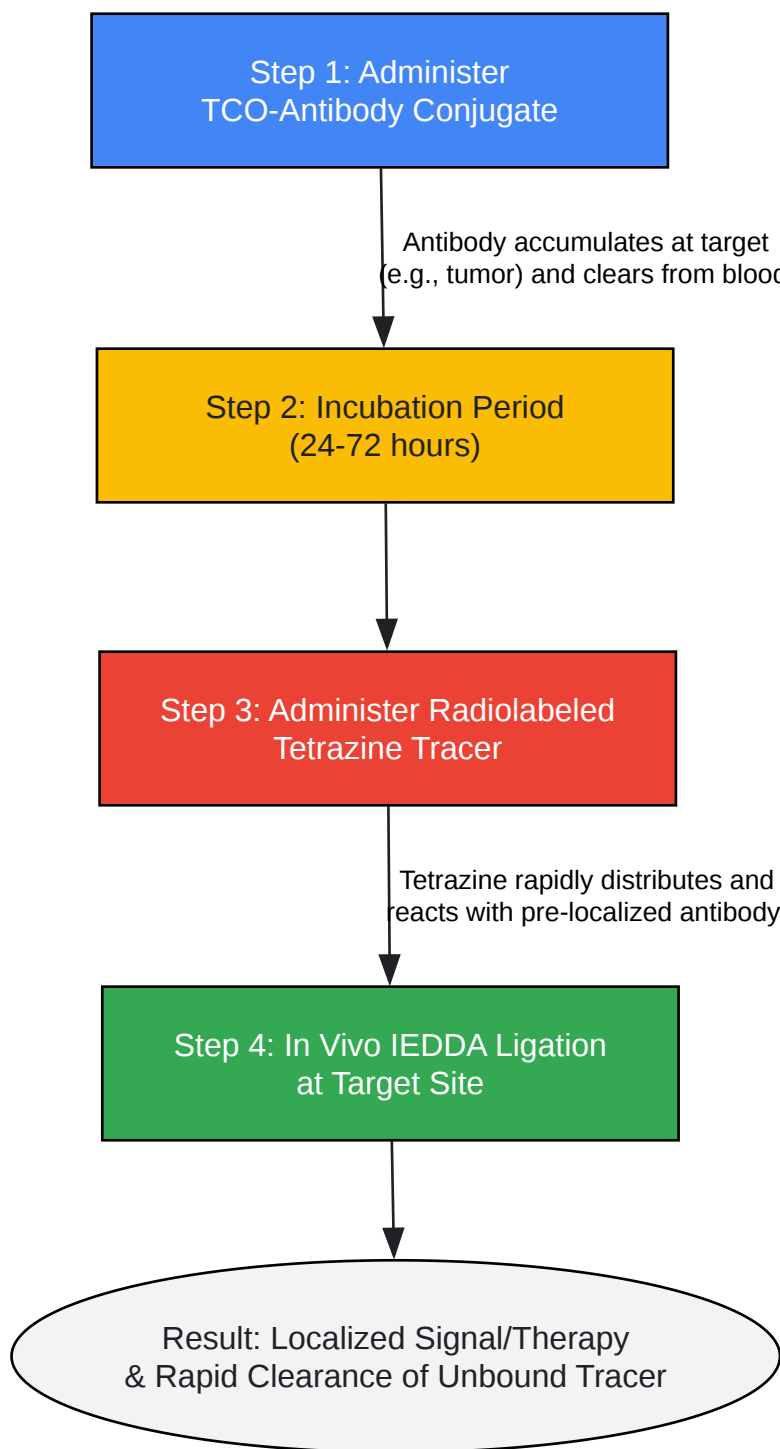 Step 1: Administer
TCO-Antibody Conjugate
Antibody accumulates at target
(e.g., tumor) and clears from blood
Step 2: Incubation Period
(24-72 hours)
Step 3: Administer Radiolabeled
Tetrazine Tracer
Tetrazine rapidly distributes and
reacts with pre-localized antibody
Step 4: In Vivo IEDDA Ligation
at Target Site
Result: Localized Signal/Therapy
& Rapid Clearance of Unbound Tracer